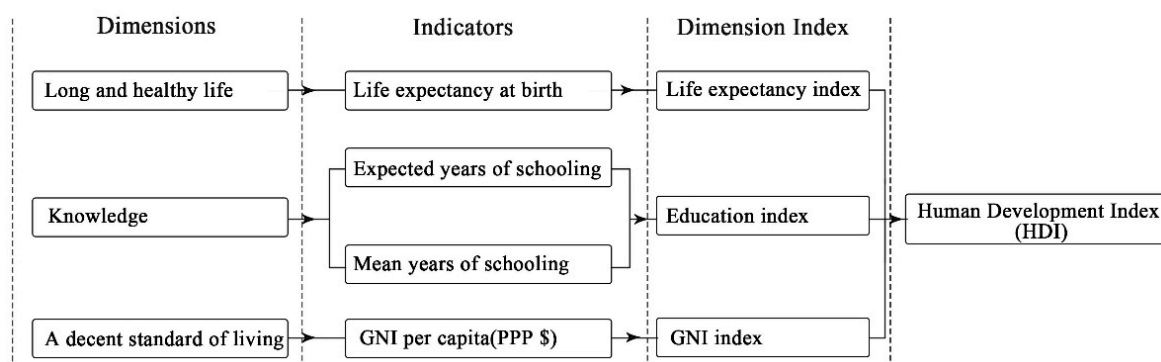 Dimensions
Indicators
Dimension Index
Long and healthy life
Life expectancy at birth
Life expectancy index
Expected years of schooling
Knowledge
Education index
Human Development Index
(HDI)
Mean years of schooling
A decent standard of living
GNI per capita(PPP $)
GNI index